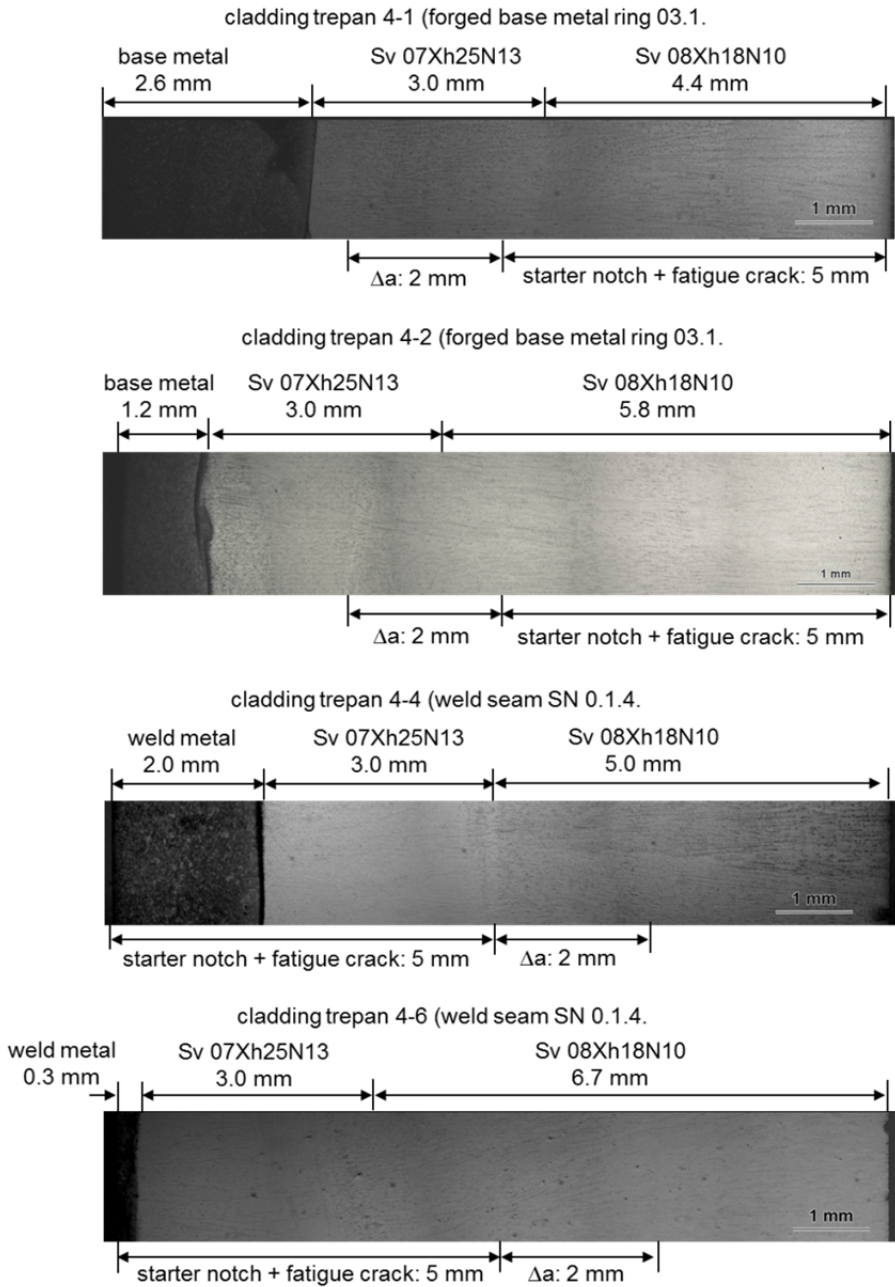 cladding trepan 4-1 (forged base metal ring 03.1.
base metal Sv 07Xh25N13 Sv 08Xh18N10
2.6 mm 3.0 mm 4.4 mm
1 mm
Δa: 2 mm starter notch + fatigue crack: 5 mm
cladding trepan 4-2 (forged base metal ring 03.1.
base metal Sv 07Xh25N13 Sv 08Xh18N10
1.2 mm 3.0 mm 5.8 mm
1 mm
Δa: 2 mm starter notch + fatigue crack: 5 mm
cladding trepan 4-4 (weld seam SN 0.1.4.
weld metal Sv 07Xh25N13 Sv 08Xh18N10
2.0 mm 3.0 mm 5.0 mm
1 mm
starter notch + fatigue crack: 5 mm Δa: 2 mm
cladding trepan 4-6 (weld seam SN 0.1.4.
weld metal Sv 07Xh25N13 Sv 08Xh18N10
0.3 mm 3.0 mm 6.7 mm
1 mm
starter notch + fatigue crack: 5 mm Δa: 2 mm